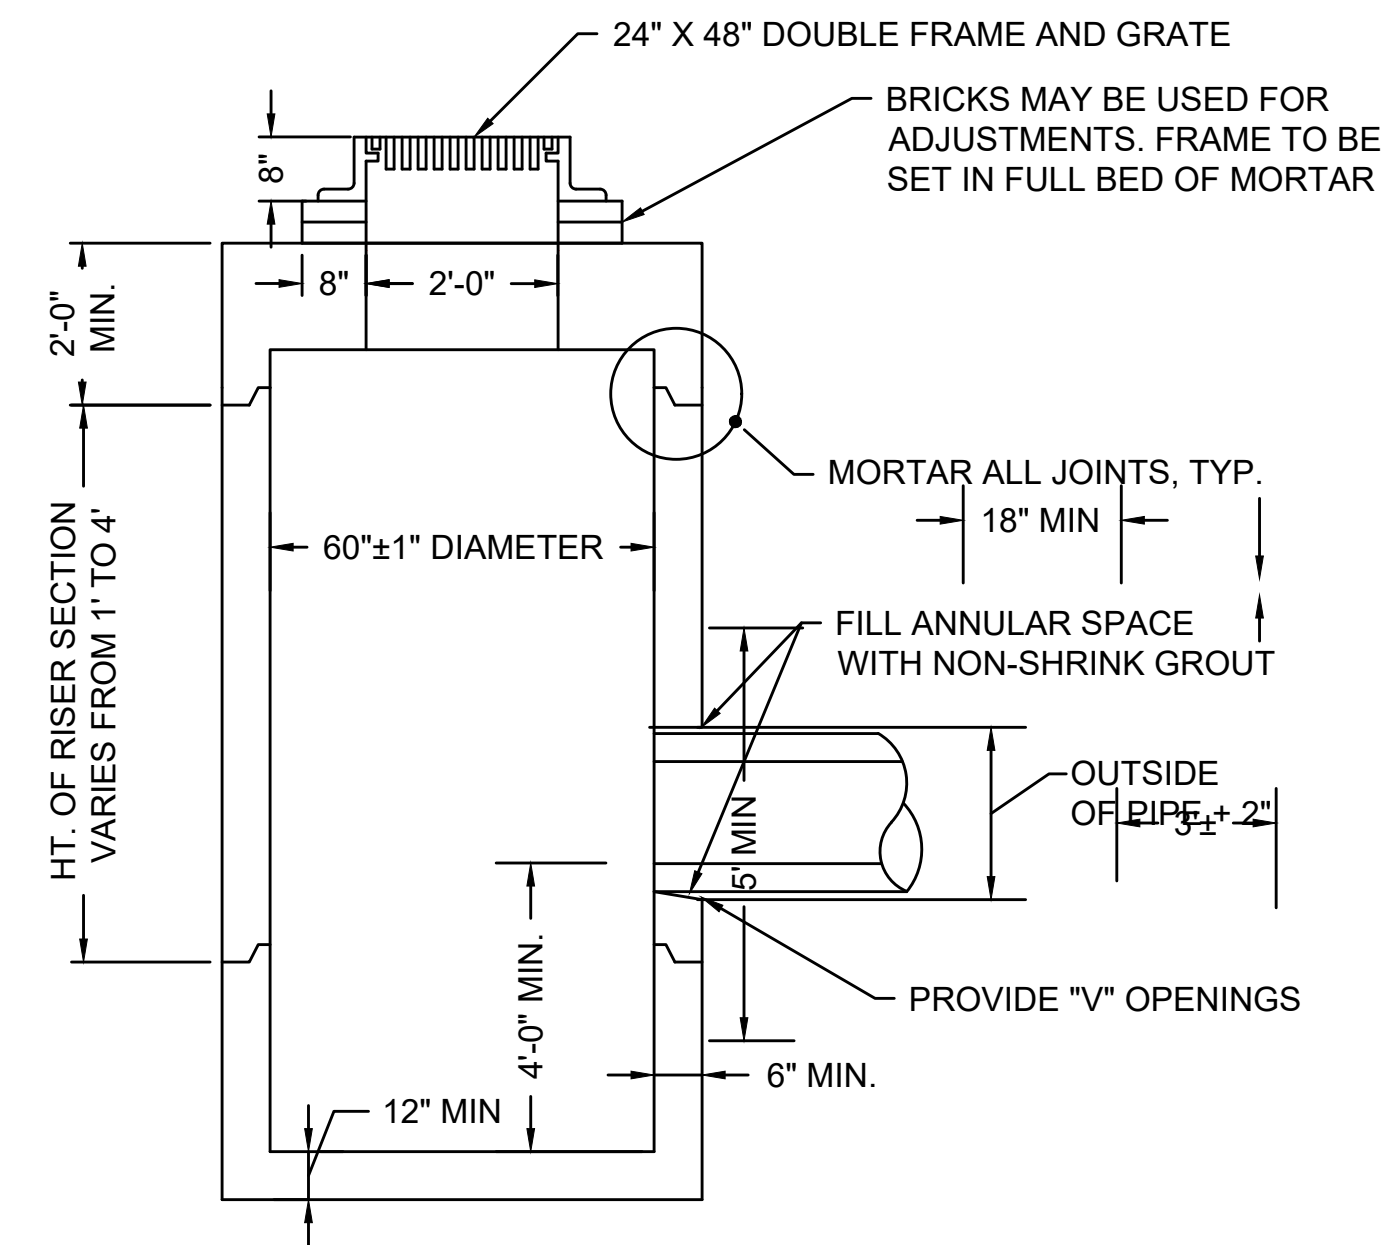 24" X 48" DOUBLE FRAME AND GRATE
BRICKS MAY BE USED FOR
ADJUSTMENTS. FRAME TO BE
SET IN FULL BED OF MORTAR
8"
8"
2'-0"
2'-0"
MIN.
MORTAR ALL JOINTS, TYP.
18" MIN
60"±1" DIAMETER
HT. OF RISER SECTION
VARIES FROM 1' TO 4'
FILL ANNULAR SPACE
WITH NON-SHRINK GROUT
OUTSIDE
OF PIPE + 2"
3'±
5' MIN
4'-0" MIN.
PROVIDE "V" OPENINGS
6" MIN.
12" MIN